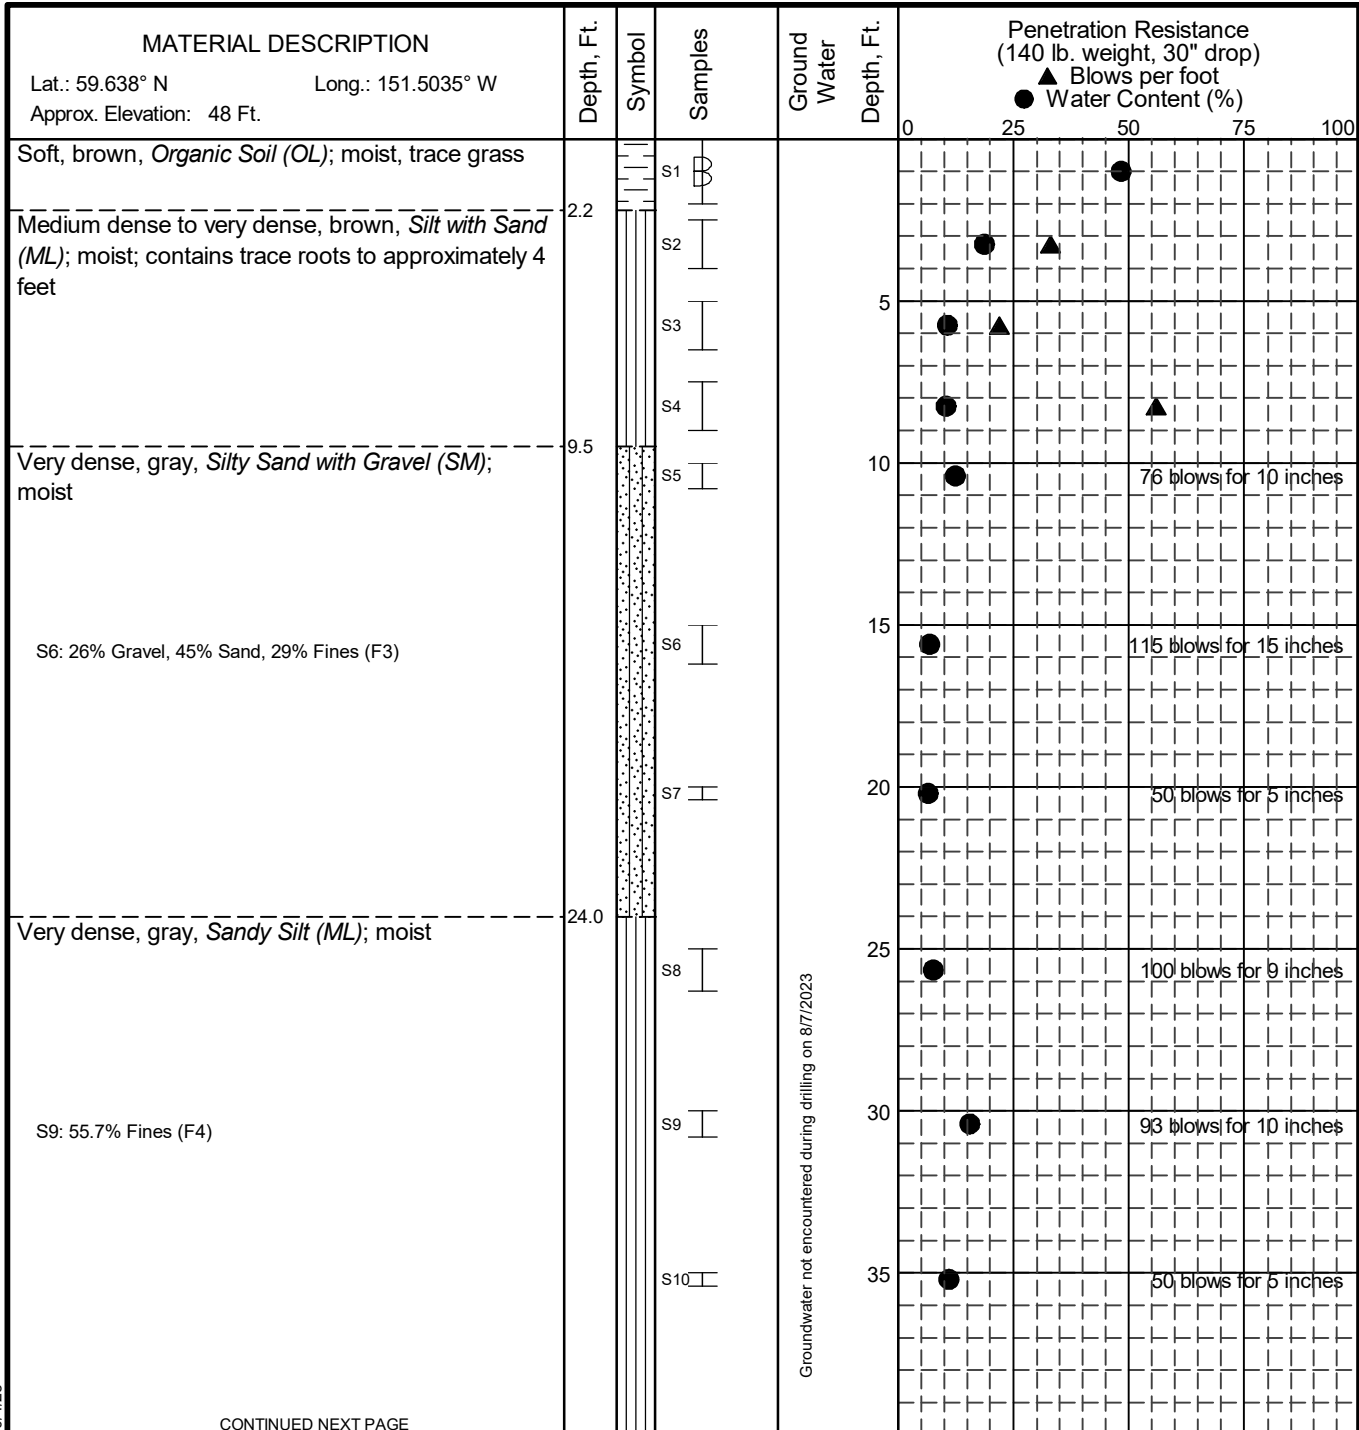 MATERIAL DESCRIPTION
Lat.: 59.638° N Long.: 151.5035° W
Approx. Elevation: 48 Ft.
Depth, Ft.
Symbol
Samples
Ground
Water
Depth, Ft.
Penetration Resistance
(140 lb. weight, 30" drop)
▲ Blows per foot
● Water Content (%)
0 25 50 75 100
Soft, brown, Organic Soil (OL); moist, trace grass
S1
2.2
Medium dense to very dense, brown, Silt with Sand
(ML); moist; contains trace roots to approximately 4
feet
S2
5
S3
S4
9.5
Very dense, gray, Silty Sand with Gravel (SM);
moist
S5
10
76 blows for 10 inches
15
S6: 26% Gravel, 45% Sand, 29% Fines (F3)
S6
115 blows for 15 inches
S7
20
50 blows for 5 inches
24.0
Very dense, gray, Sandy Silt (ML); moist
25
S8
100 blows for 9 inches
Groundwater not encountered during drilling on 8/7/2023
30
S9: 55.7% Fines (F4)
S9
93 blows for 10 inches
35
S10
50 blows for 5 inches
CONTINUED NEXT PAGE